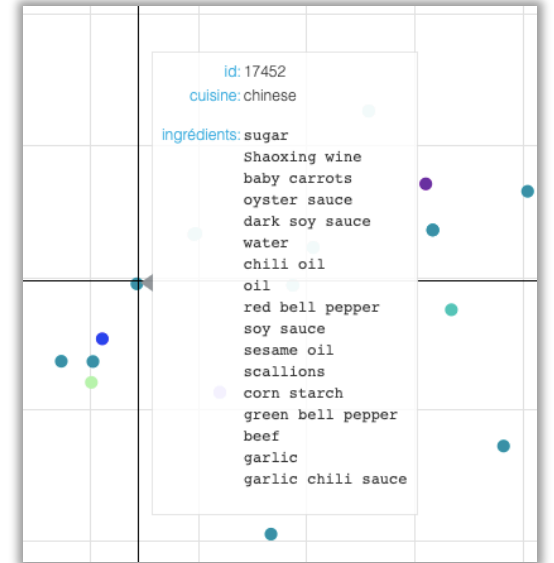 id: 17452
cuisine: chinese
ingrédients: sugar
Shaoxing wine
baby carrots
oyster sauce
dark soy sauce
water
chili oil
oil
red bell pepper
soy sauce
sesame oil
scallions
corn starch
green bell pepper
beef
garlic
garlic chili sauce